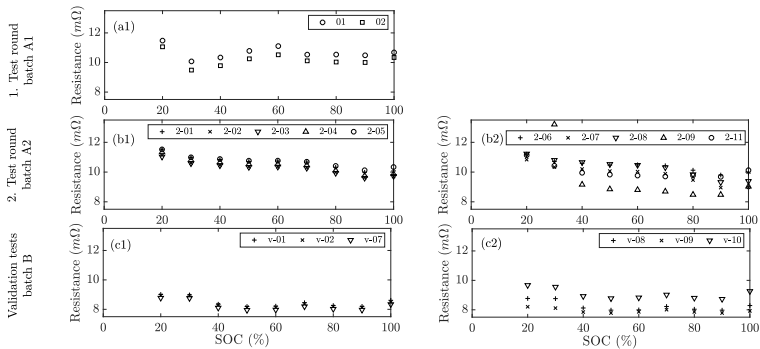 1. Test round
batch A1
Resistance (mΩ)
12
10
8
(a1)
01 02
0 20 40 60 80 100
2. Test round
batch A2
Resistance (mΩ)
12
10
8
(b1)
2-01 2-02 2-03 2-04 2-05
0 20 40 60 80 100
Resistance (mΩ)
12
10
8
(b2)
2-06 2-07 2-08 2-09 2-11
0 20 40 60 80 100
Validation tests
batch B
Resistance (mΩ)
12
10
8
(c1)
v-01 v-02 v-07
0 20 40 60 80 100
SOC (%)
Resistance (mΩ)
12
10
8
(c2)
v-08 v-09 v-10
0 20 40 60 80 100
SOC (%)